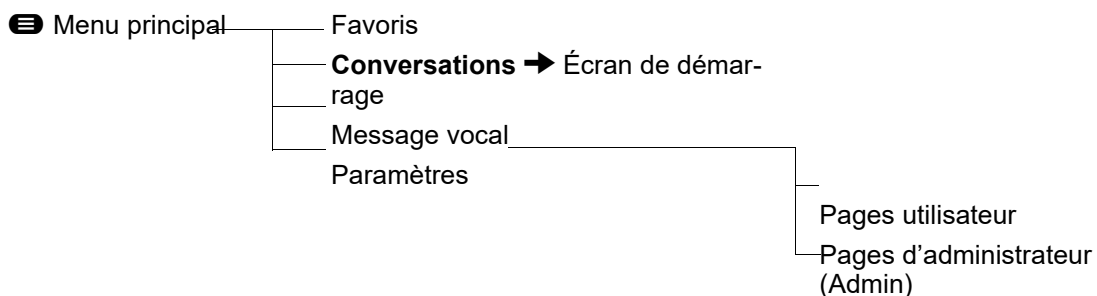 Menu principal
Favoris
Conversations ➔ Écran de démar-
rage
Message vocal
Paramètres
Pages utilisateur
Pages d’administrateur
(Admin)